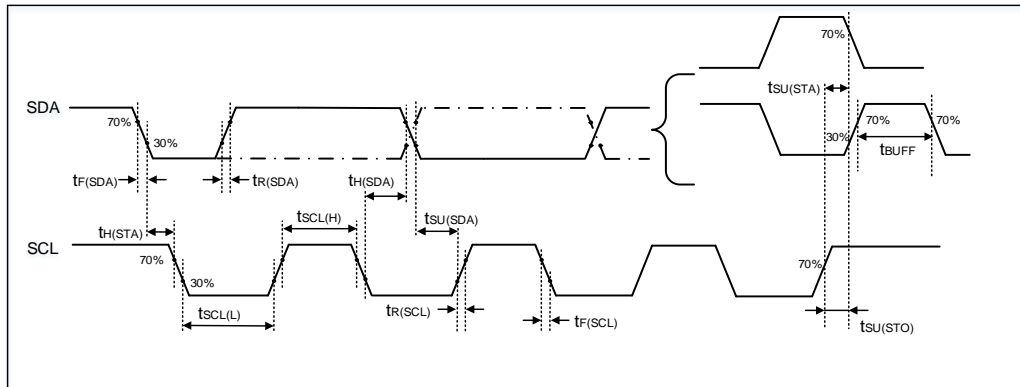 70%
tSU(STA)
SDA
70%
30%
30%
70%
70%
tBUFF
tF(SDA)
tR(SDA)
tH(SDA)
tSCL(H)
tSU(SDA)
tH(STA)
SCL
70%
30%
70%
tSCL(L)
tR(SCL)
tF(SCL)
tSU(STO)